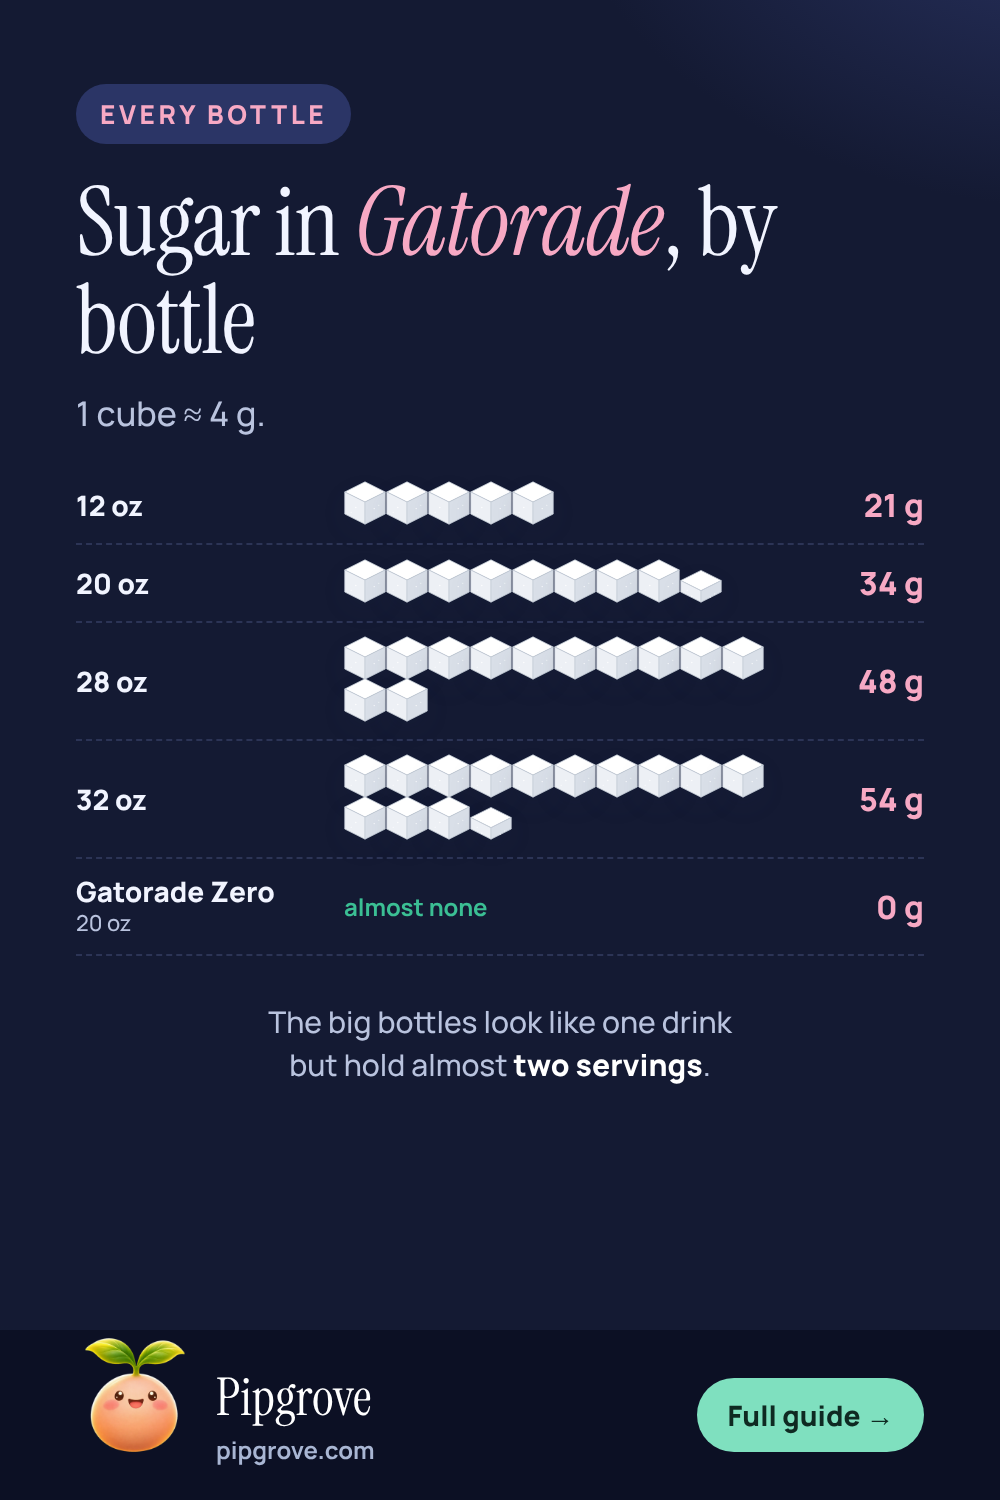 EVERY BOTTLE
Sugar in Gatorade, by
bottle
1 cube ≈ 4 g.
12 oz 21 g
20 oz 34 g
28 oz 48 g
32 oz 54 g
Gatorade Zero almost none 0 g
20 oz
The big bottles look like one drink
but hold almost two servings.
Pipgrove
pipgrove.com
Full guide →